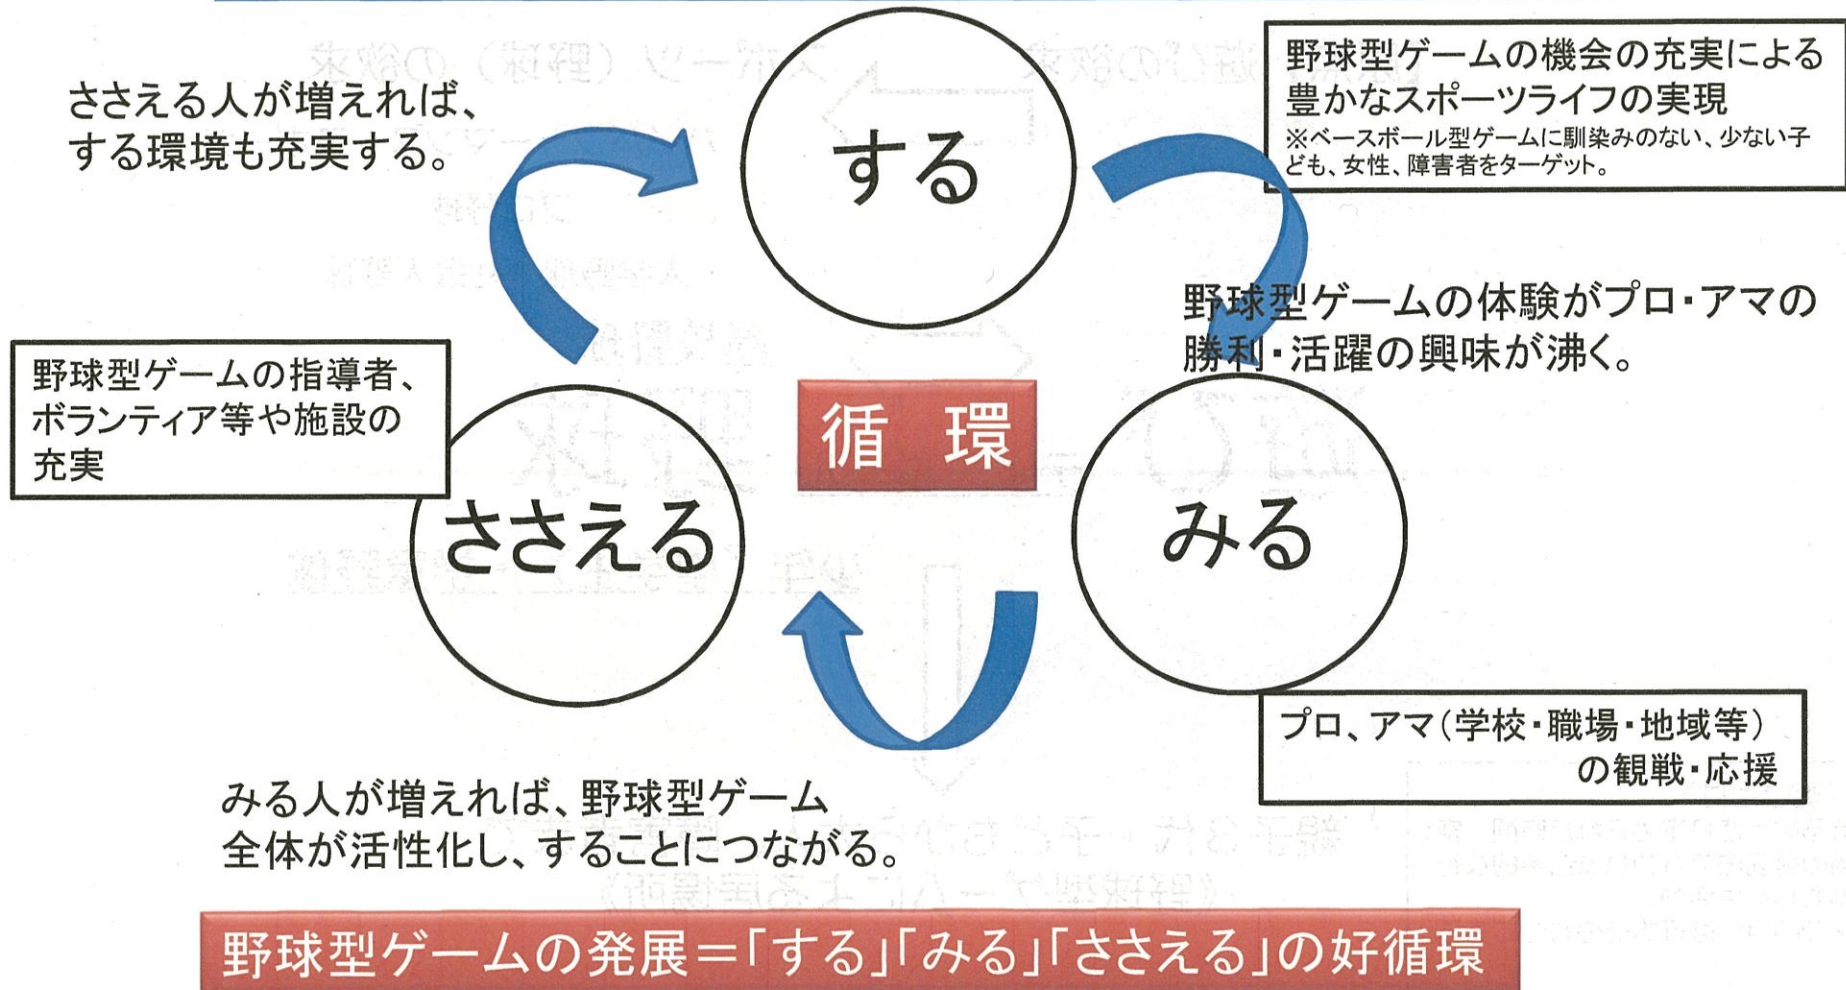 ささえる人が増えれば、
する環境も充実する。
する
野球型ゲームの機会の充実による
豊かなスポーツライフの実現
※ベースボール型ゲームに馴染みのない、少ない子
ども、女性、障害者をターゲット。
野球型ゲームの体験がプロ・アマの
勝利・活躍の興味が沸く。
野球型ゲームの指導者、
ボランティア等や施設の
充実
循 環
ささえる
みる
プロ、アマ(学校・職場・地域等)
の観戦・応援
みる人が増えれば、野球型ゲーム
全体が活性化し、することにつながる。
野球型ゲームの発展=「する」「みる」「ささえる」の好循環